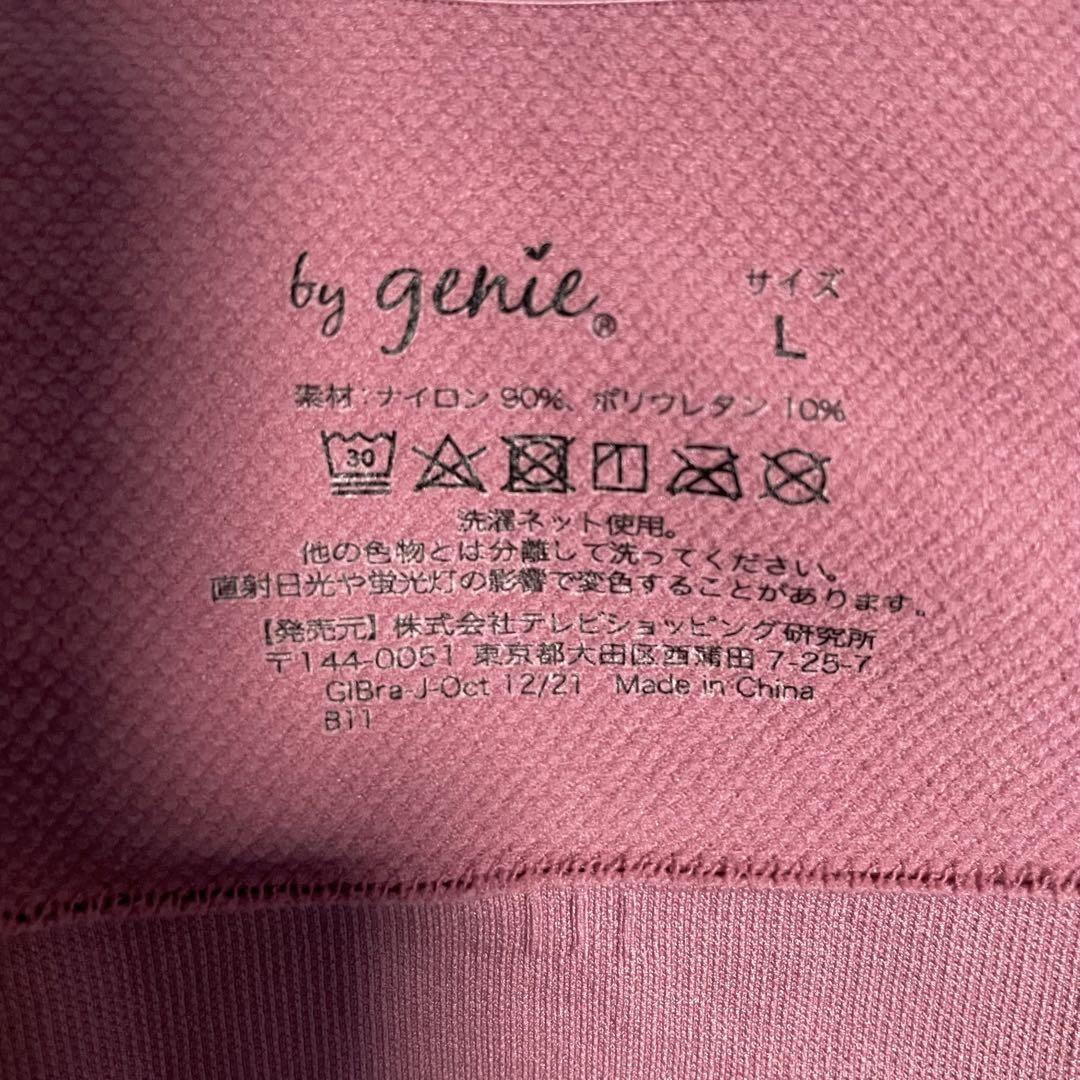 by genie®
サイズ
L
素材:ナイロン 90%、ポリウレタン 10%
30
洗濯ネット使用。
他の色物とは分離して洗ってください。
直射日光や蛍光灯の影響で変色することがあります。
【発売元】株式会社テレビショッピング研究所
〒144-0051 東京都大田区西蒲田 7-25-7
GIBra-J-Oct 12/21 Made in China
B11